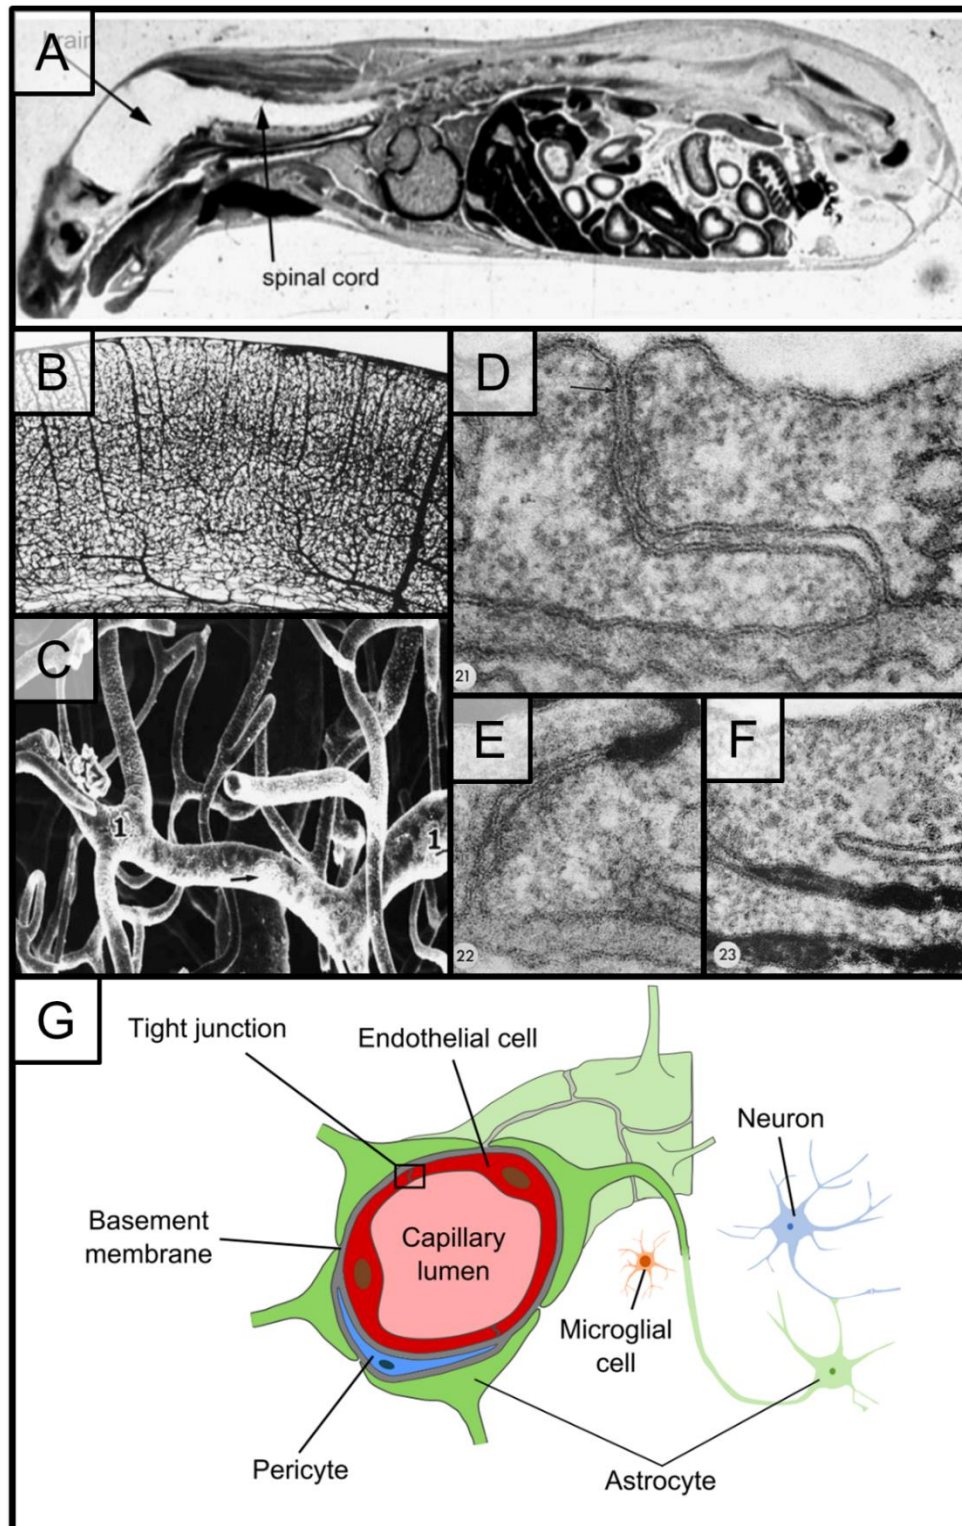 A
brain
spinal cord
B
D
21
C
1
1
E
22
F
23
G
Tight junction
Endothelial cell
Neuron
Basement
membrane
Capillary
lumen
Microglial
cell
Pericyte
Astrocyte